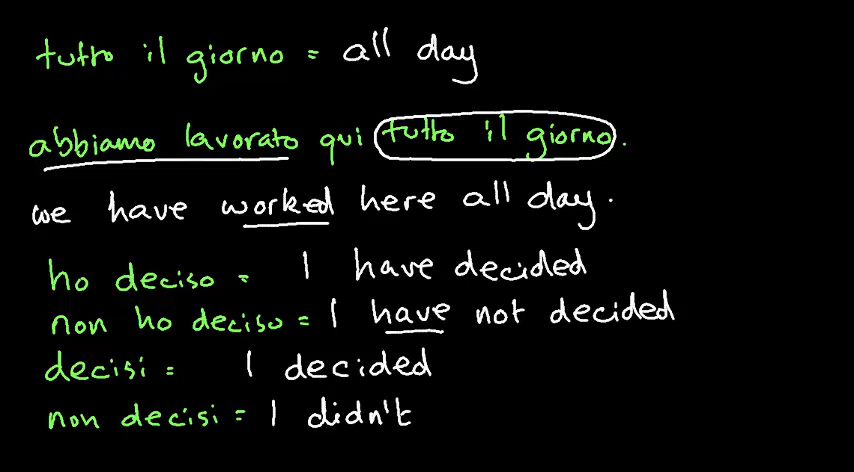 tutto il giorno = all day
abbiamo lavorato qui tutto il giorno.
we have worked here all day.
ho deciso = I have decided
non ho deciso = I have not decided
decisi = I decided
non decisi = I didn't